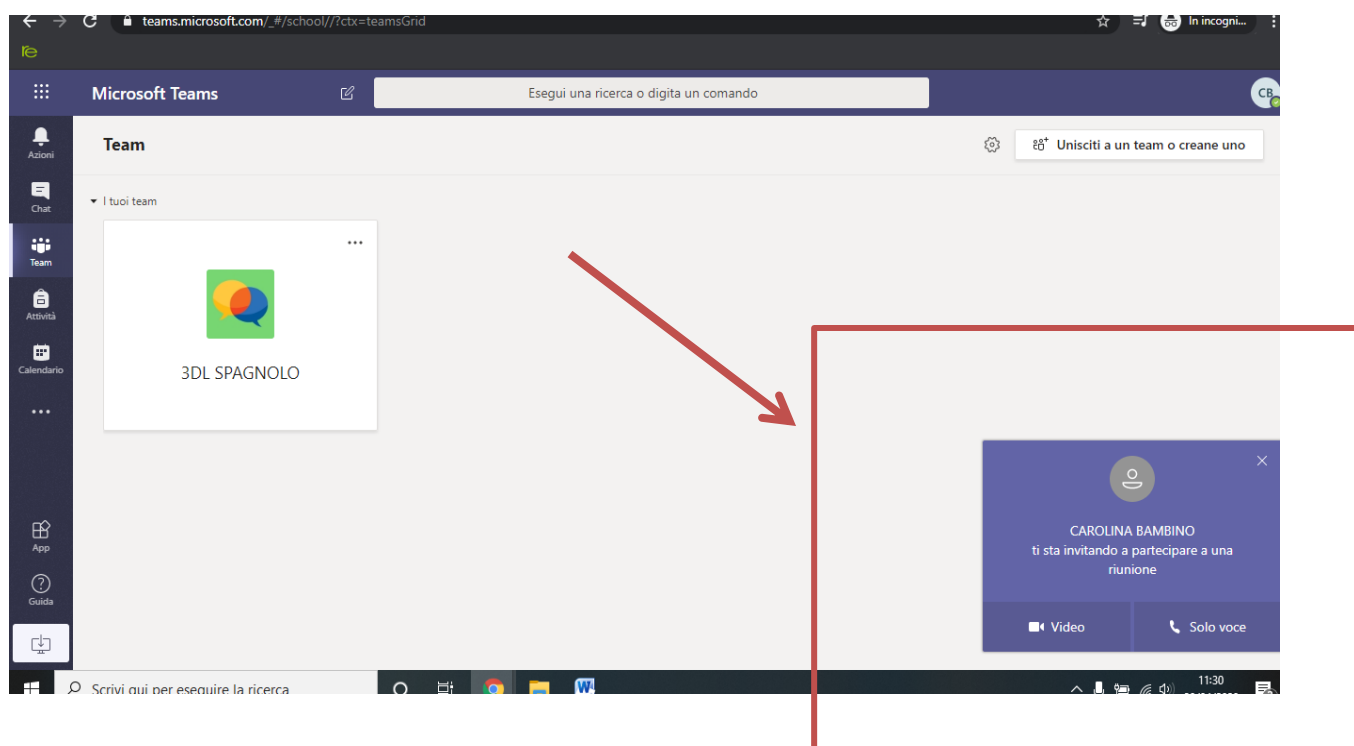 teams.microsoft.com/_#/school//?ctx=teamsGrid
In incogni...
re
Microsoft Teams
Esegui una ricerca o digita un comando
CB
Azioni
Team
Unisciti a un team o creane uno
Chat
I tuoi team
Team
Attività
Calendario
3DL SPAGNOLO
CAROLINA BAMBINO
ti sta invitando a partecipare a una
riunione
App
Guida
Video
Solo voce
Scrivi qui per eseguire la ricerca
11:30